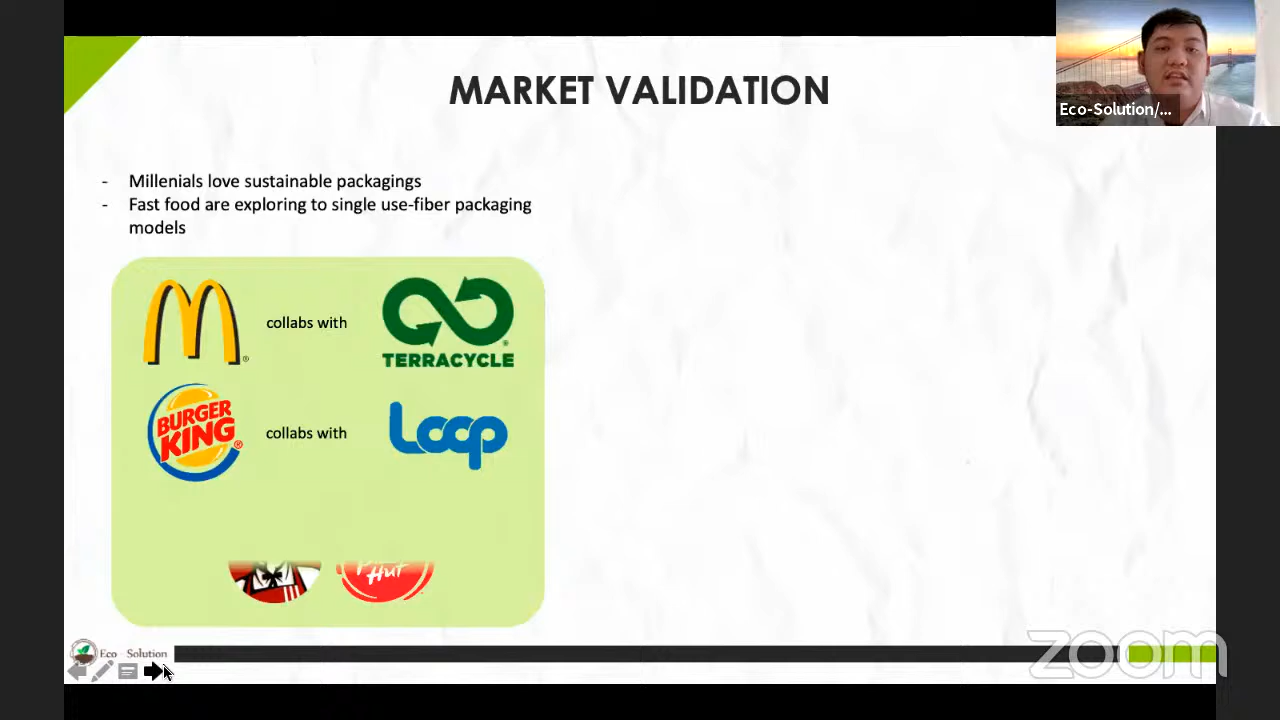 MARKET VALIDATION
Eco-Solution/...
- Millenials love sustainable packagings
- Fast food are exploring to single use-fiber packaging
models
collabs with
®
TERRACYCLE
®
BURGER
KING
®
collabs with
Loop
Hut
Eco - Solution
zoom